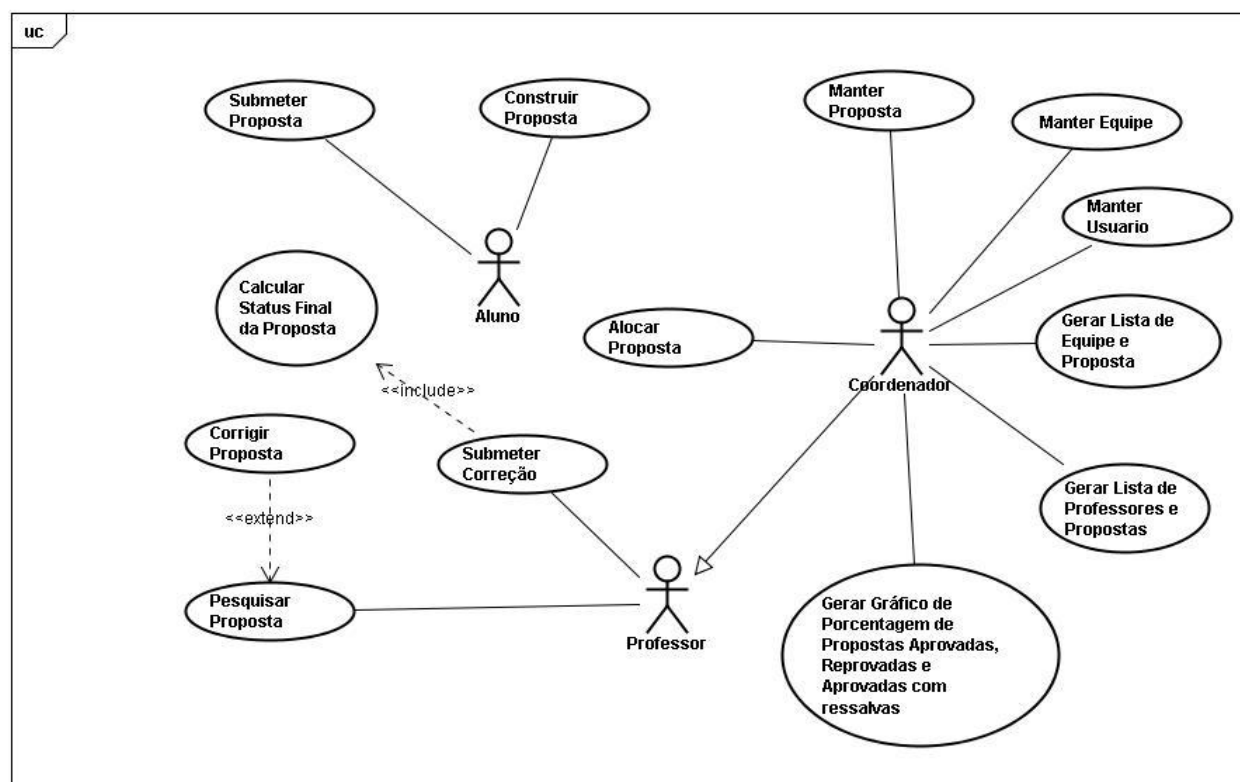 uc
Submeter
Proposta
Construir
Proposta
Manter
Proposta
Manter Equipe
Manter
Usuario
Calcular
Status Final
da Proposta
Aluno
Alocar
Proposta
Gerar Lista de
Equipe e
Proposta
Coordenador
<<include>>
Corrigir
Proposta
Submeter
Correção
Gerar Lista de
Professores e
Propostas
<<extend>>
Pesquisar
Proposta
Professor
Gerar Gráfico de
Porcentagem de
Propostas Aprovadas,
Reprovadas e
Aprovadas com
ressalvas